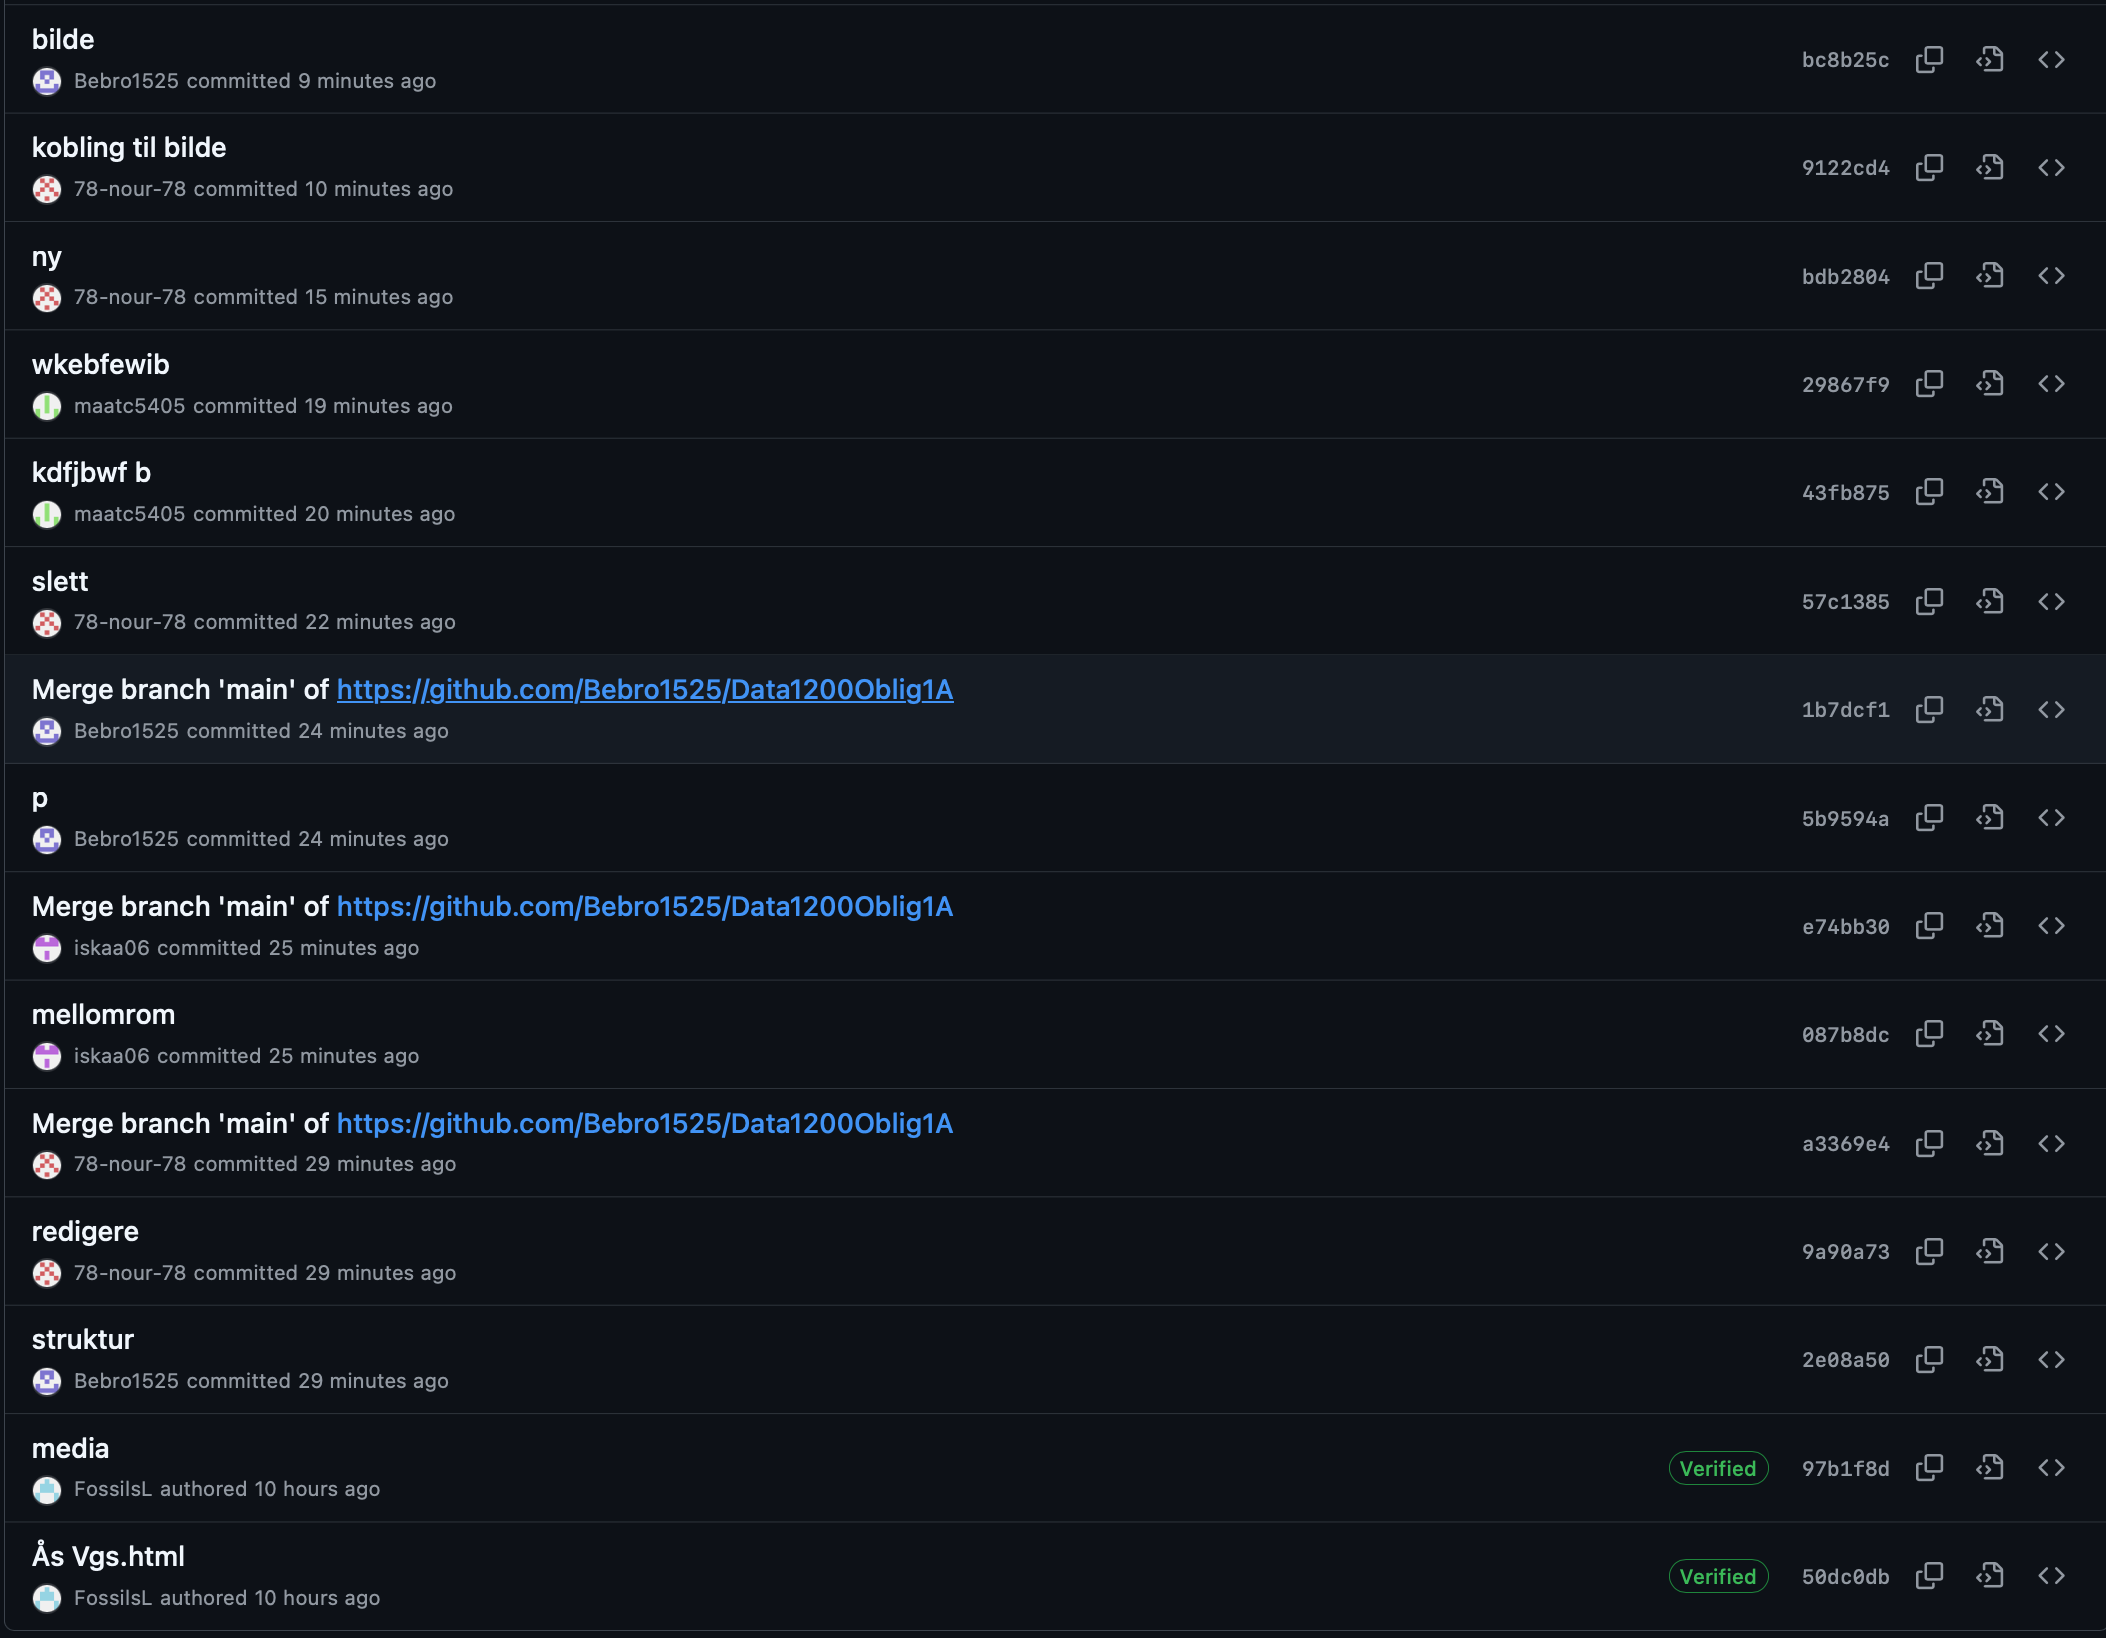 bilde
bc8b25c
Bebro1525 committed 9 minutes ago
kobling til bilde
9122cd4
78-nour-78 committed 10 minutes ago
ny
bdb2804
78-nour-78 committed 15 minutes ago
wkebfewib
29867f9
maatc5405 committed 19 minutes ago
kdfjbwf b
43fb875
maatc5405 committed 20 minutes ago
slett
57c1385
78-nour-78 committed 22 minutes ago
Merge branch 'main' of https://github.com/Bebro1525/Data1200Oblig1A
1b7dcf1
Bebro1525 committed 24 minutes ago
p
5b9594a
Bebro1525 committed 24 minutes ago
Merge branch 'main' of https://github.com/Bebro1525/Data1200Oblig1A
e74bb30
iskaa06 committed 25 minutes ago
mellomrom
087b8dc
iskaa06 committed 25 minutes ago
Merge branch 'main' of https://github.com/Bebro1525/Data1200Oblig1A
a3369e4
78-nour-78 committed 29 minutes ago
redigere
9a90a73
78-nour-78 committed 29 minutes ago
struktur
2e08a50
Bebro1525 committed 29 minutes ago
media
Verified 97b1f8d
FossilsL authored 10 hours ago
Ås Vgs.html
Verified 50dc0db
FossilsL authored 10 hours ago